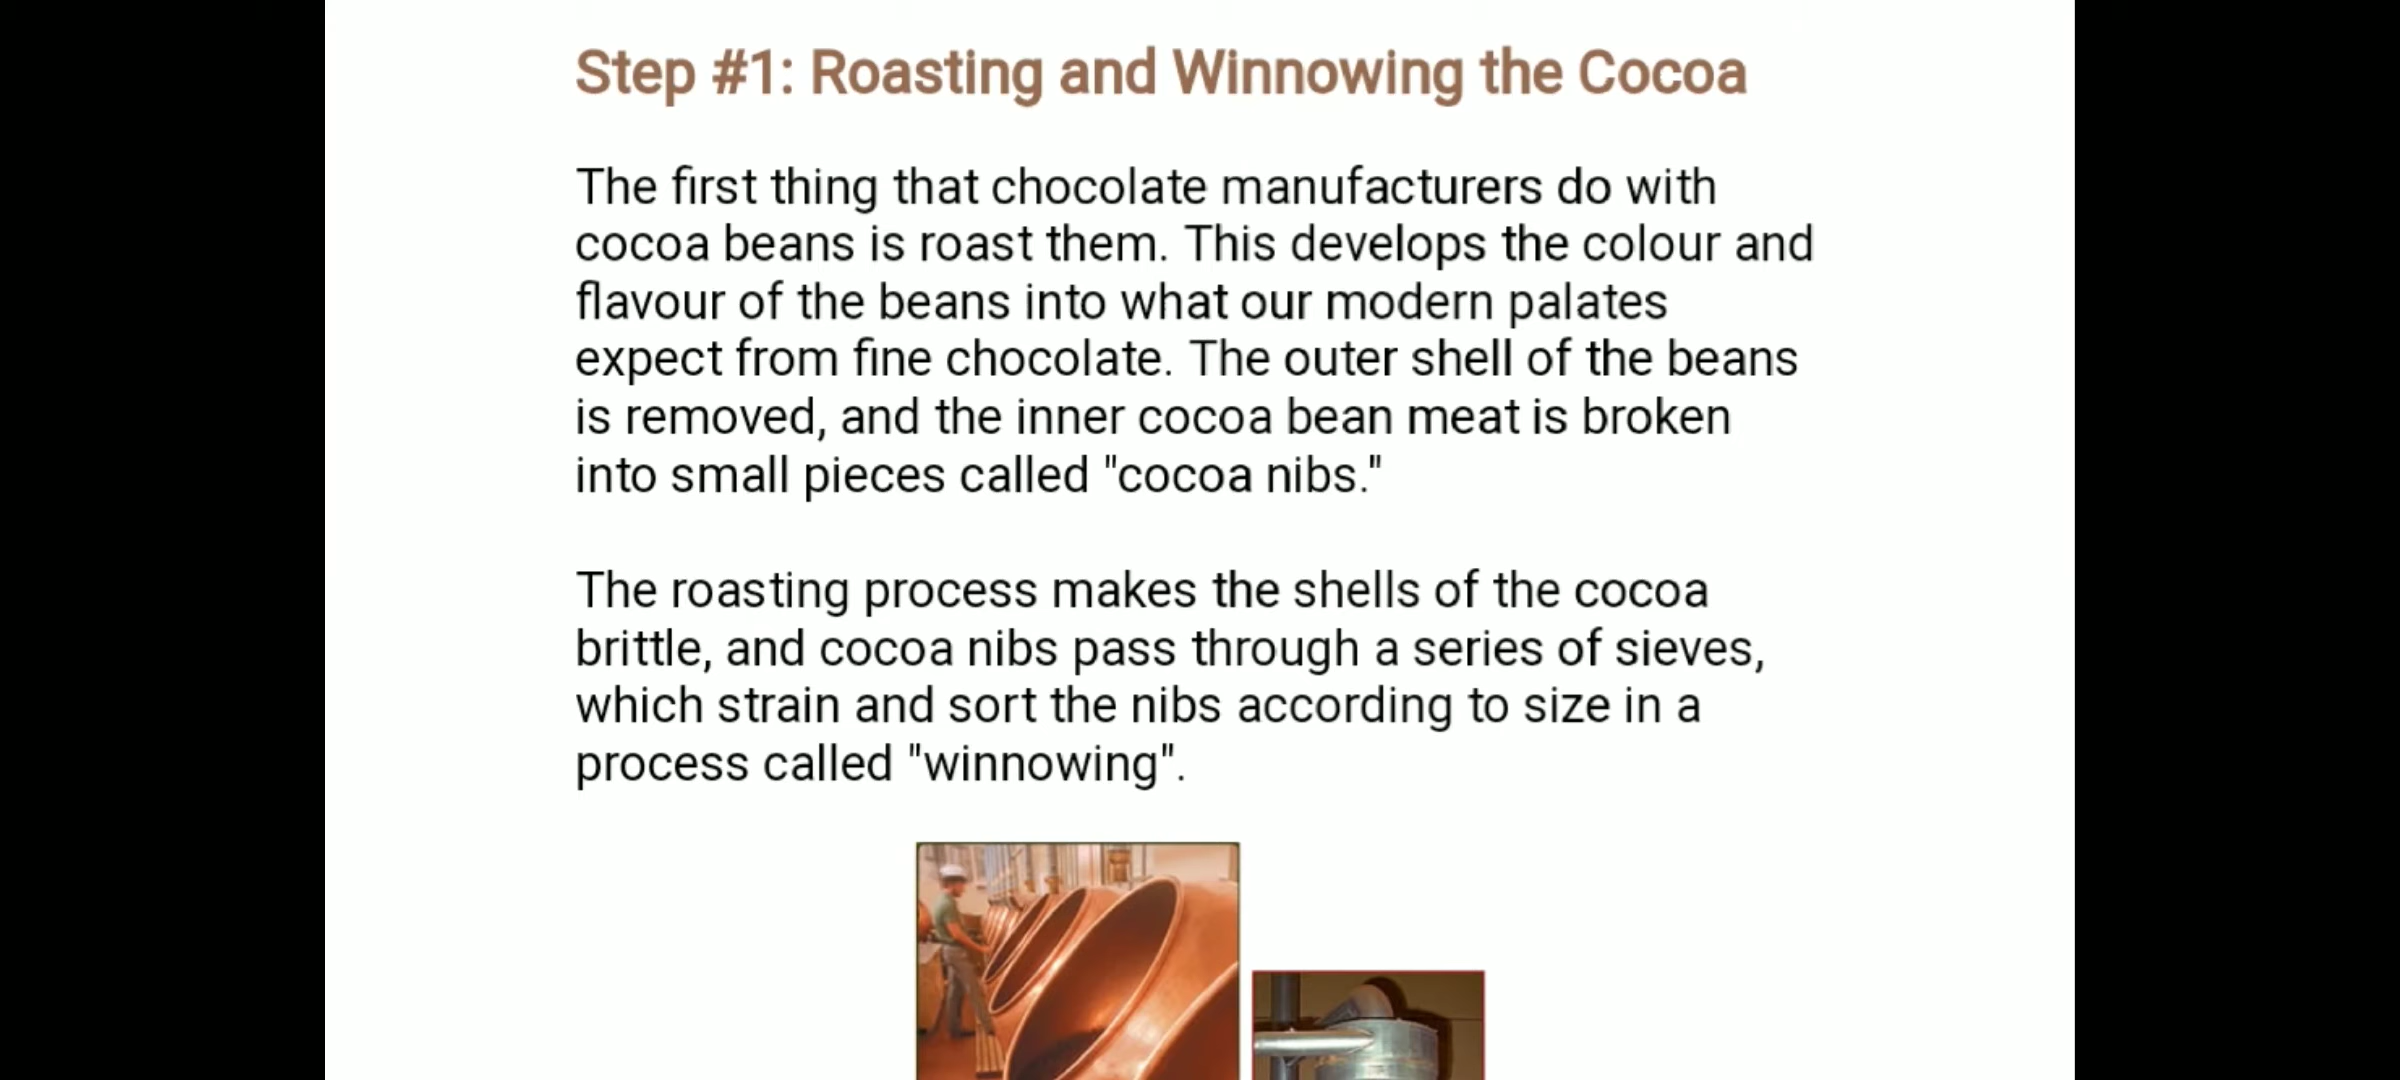 Step #1: Roasting and Winnowing the Cocoa
The first thing that chocolate manufacturers do with
cocoa beans is roast them. This develops the colour and
flavour of the beans into what our modern palates
expect from fine chocolate. The outer shell of the beans
is removed, and the inner cocoa bean meat is broken
into small pieces called "cocoa nibs."
The roasting process makes the shells of the cocoa
brittle, and cocoa nibs pass through a series of sieves,
which strain and sort the nibs according to size in a
process called "winnowing".